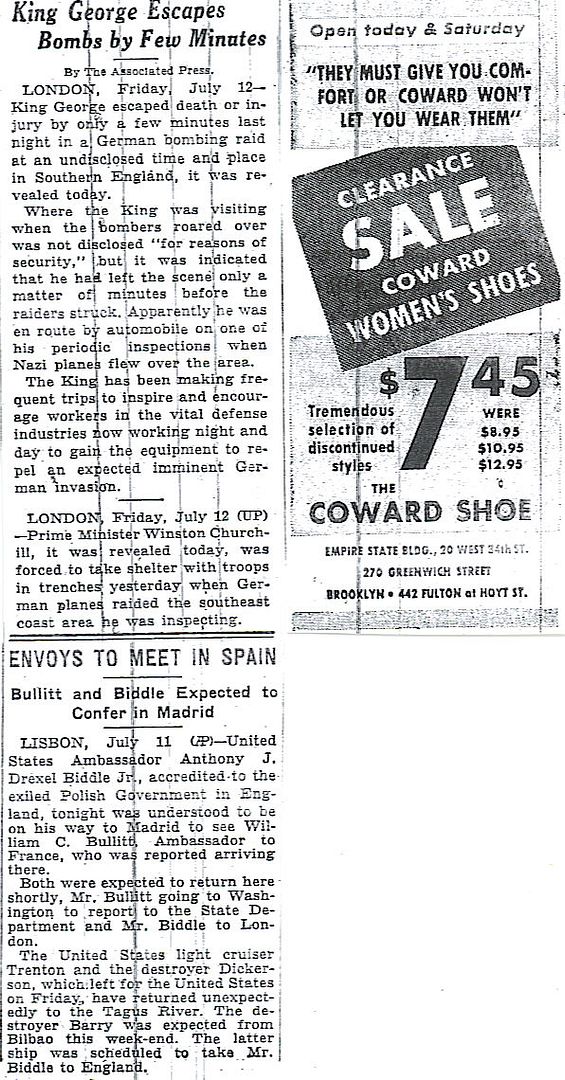 King George Escapes
Bombs by Few Minutes
By The Associated Press.
LONDON, Friday, July 12—
King George escaped death or in-
jury by only a few minutes last
night in a German bombing raid
at an undisclosed time and place
in Southern England, it was re-
vealed today.
Where the King was visiting
when the bombers roared over
was not disclosed "for reasons of
security," but it was indicated
that he had left the scene only a
matter of minutes before the
raiders struck. Apparently he was
en route by automobile on one of
his periodic inspections when
Nazi planes flew over the area.
The King has been making fre-
quent trips to inspire and encour-
age workers in the vital defense
industries now working night and
day to gain the equipment to re-
pel an expected imminent Ger-
man invasion.
LONDON, Friday, July 12 (UP)
—Prime Minister Winston Church-
ill, it was revealed today, was
forced to take shelter with troops
in trenches yesterday when Ger-
man planes raided the southeast
coast area he was inspecting.
ENVOYS TO MEET IN SPAIN
Bullitt and Biddle Expected to
Confer in Madrid
LISBON, July 11 (AP)—United
States Ambassador Anthony J.
Drexel Biddle Jr., accredited to the
exiled Polish Government in Eng-
land, tonight was understood to be
on his way to Madrid to see Wil-
liam C. Bullitt, Ambassador to
France, who was reported arriving
there.
Both were expected to return here
shortly, Mr. Bullitt going to Wash-
ington to report to the State De-
partment and Mr. Biddle to Lon-
don.
The United States light cruiser
Trenton and the destroyer Dicker-
son, which left for the United States
on Friday, have returned unexpect-
edly to the Tagus River. The de-
stroyer Barry was expected from
Bilbao this week-end. The latter
ship was scheduled to take Mr.
Biddle to England.
Open today & Saturday
"THEY MUST GIVE YOU COM-
FORT OR COWARD WON'T
LET YOU WEAR THEM"
CLEARANCE
SALE
COWARD
WOMEN'S SHOES
$7.45
Tremendous
selection of
discontinued
styles
WERE
$8.95
$10.95
$12.95
THE
COWARD SHOE
EMPIRE STATE BLDG., 20 WEST 34th ST.
270 GREENWICH STREET
BROOKLYN • 442 FULTON at HOYT ST.